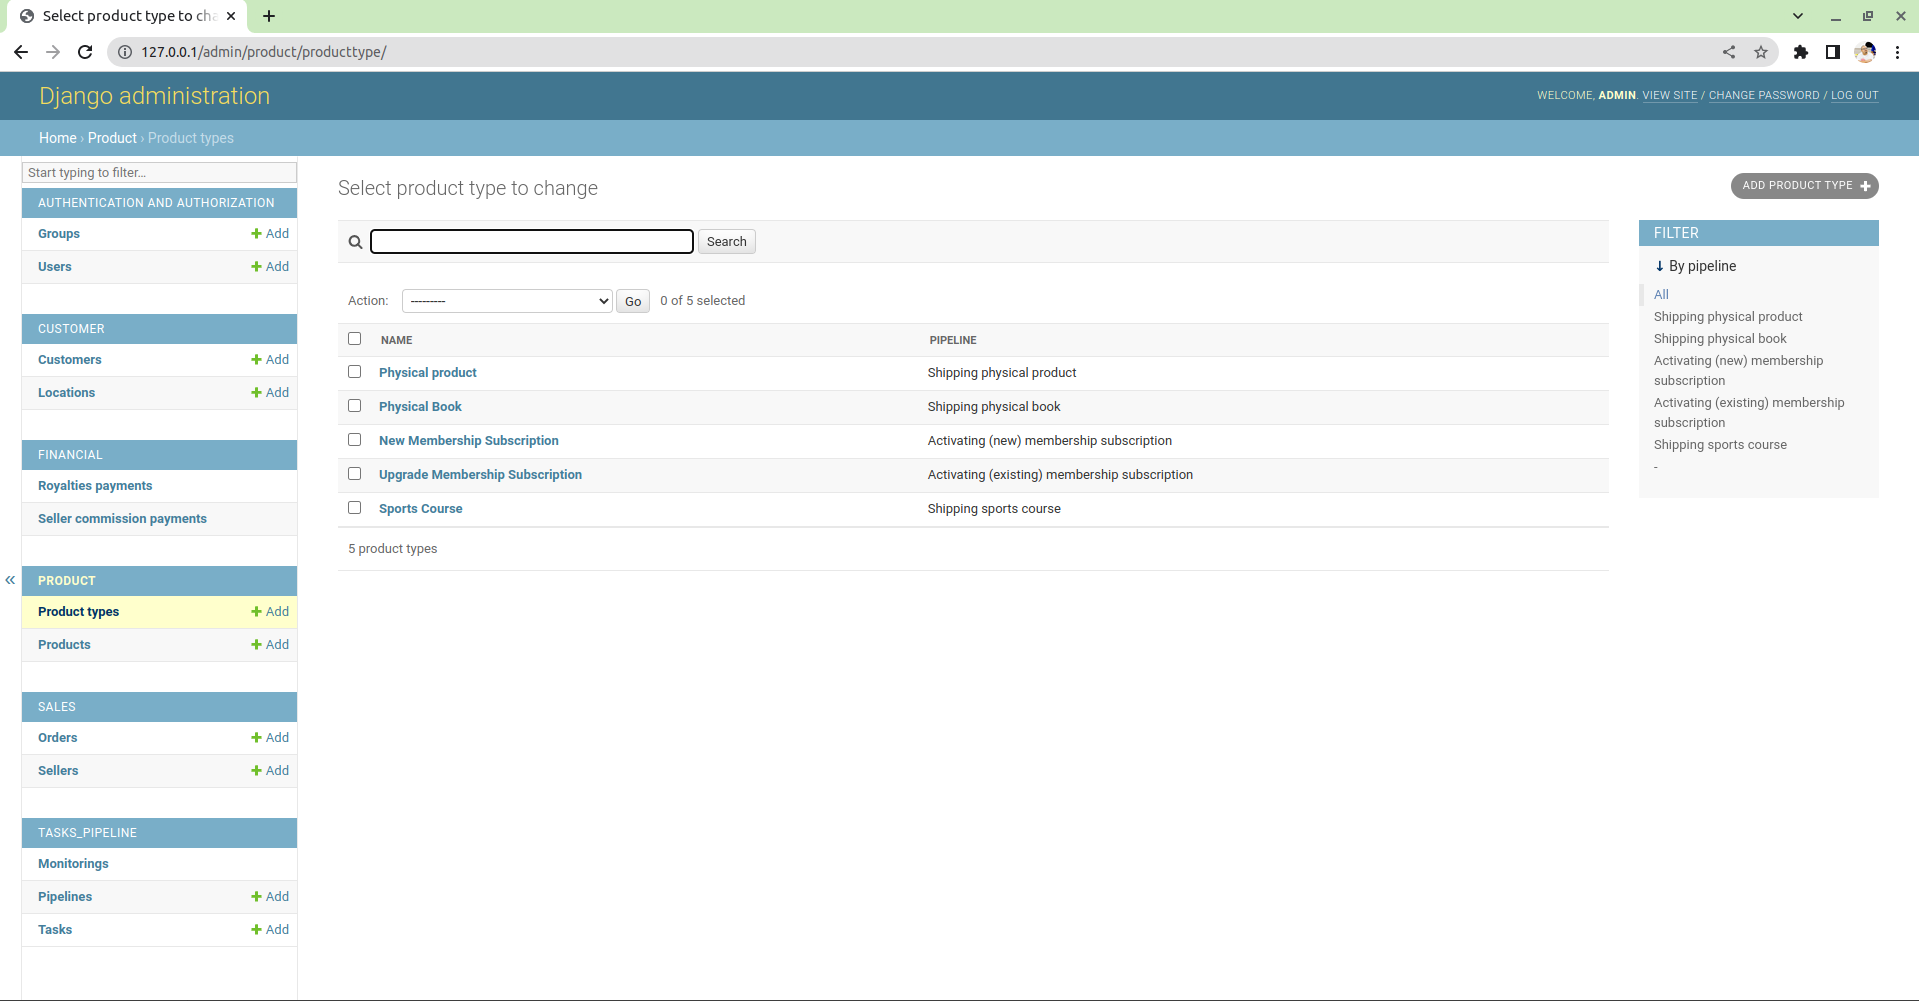 Select product type to cha
127.0.0.1/admin/product/producttype/
Django administration
WELCOME, ADMIN. VIEW SITE / CHANGE PASSWORD / LOG OUT
Home › Product › Product types
Start typing to filter...
AUTHENTICATION AND AUTHORIZATION
Groups + Add
Users + Add
CUSTOMER
Customers + Add
Locations + Add
FINANCIAL
Royalties payments
Seller commission payments
«
PRODUCT
Product types + Add
Products + Add
SALES
Orders + Add
Sellers + Add
TASKS_PIPELINE
Monitorings
Pipelines + Add
Tasks + Add
Select product type to change
ADD PRODUCT TYPE +
Search
Action: --------- Go 0 of 5 selected
NAME PIPELINE
Physical product Shipping physical product
Physical Book Shipping physical book
New Membership Subscription Activating (new) membership subscription
Upgrade Membership Subscription Activating (existing) membership subscription
Sports Course Shipping sports course
5 product types
FILTER
↓ By pipeline
All
Shipping physical product
Shipping physical book
Activating (new) membership
subscription
Activating (existing) membership
subscription
Shipping sports course
-